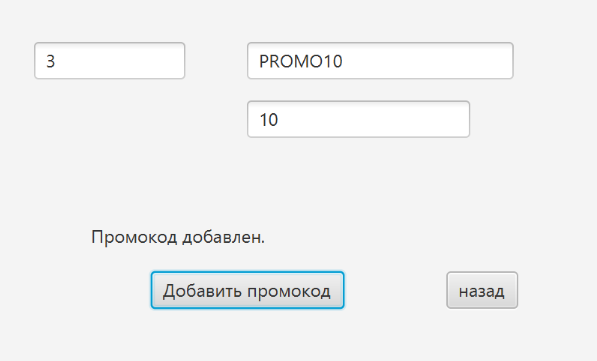 3 PROMO10
10
Промокод добавлен.
Добавить промокод назад